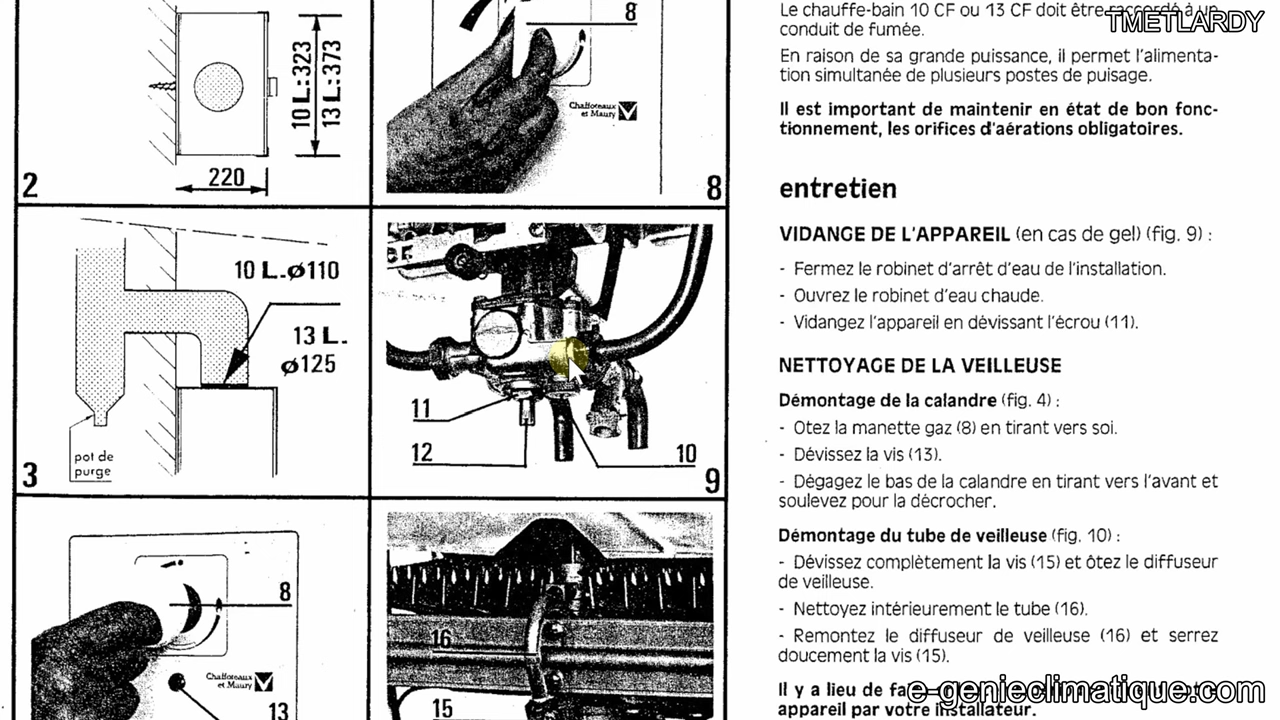 10 L.:323
13 L.:373
220
2
8
Chaffoteaux
et Maury
8
10 L.ø110
13 L.
ø125
pot de
purge
3
11
12
10
9
8
Chaffoteaux
et Maury
13
16
15
TMETLARDY
Le chauffe-bain 10 CF ou 13 CF doit être raccordé à un
conduit de fumée.
En raison de sa grande puissance, il permet l'alimenta-
tion simultanée de plusieurs postes de puisage.
Il est important de maintenir en état de bon fonc-
tionnement, les orifices d'aérations obligatoires.
entretien
VIDANGE DE L'APPAREIL (en cas de gel) (fig. 9) :
- Fermez le robinet d'arrêt d'eau de l'installation.
- Ouvrez le robinet d'eau chaude.
- Vidangez l'appareil en dévissant l'écrou (11).
NETTOYAGE DE LA VEILLEUSE
Démontage de la calandre (fig. 4) :
- Otez la manette gaz (8) en tirant vers soi.
- Dévissez la vis (13).
- Dégagez le bas de la calandre en tirant vers l'avant et
soulevez pour la décrocher.
Démontage du tube de veilleuse (fig. 10) :
- Dévissez complètement la vis (15) et ôtez le diffuseur
de veilleuse.
- Nettoyez intérieurement le tube (16).
- Remontez le diffuseur de veilleuse (16) et serrez
doucement la vis (15).
Il y a lieu de
e-genieclimatique.com
appareil par votre installateur.